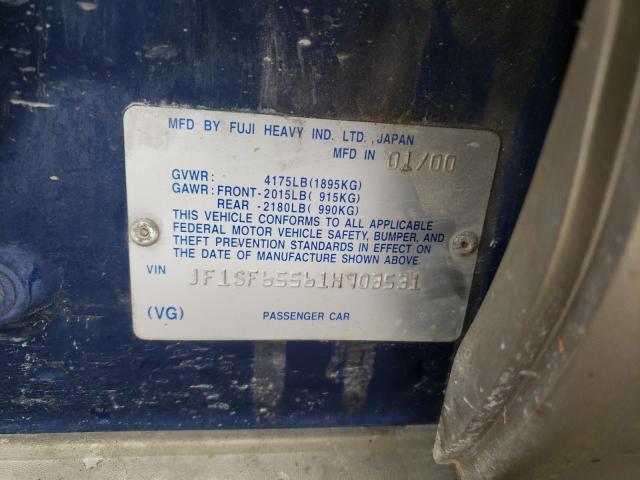 MFD BY FUJI HEAVY IND. LTD.,JAPAN
MFD IN 01/00
GVWR: 4175LB(1895KG)
GAWR: FRONT-2015LB( 915KG)
REAR -2180LB( 990KG)
THIS VEHICLE CONFORMS TO ALL APPLICABLE
FEDERAL MOTOR VEHICLE SAFETY, BUMPER, AND
THEFT PREVENTION STANDARDS IN EFFECT ON
THE DATE OF MANUFACTURE SHOWN ABOVE.
VIN JF1SF65561H703531
(VG) PASSENGER CAR